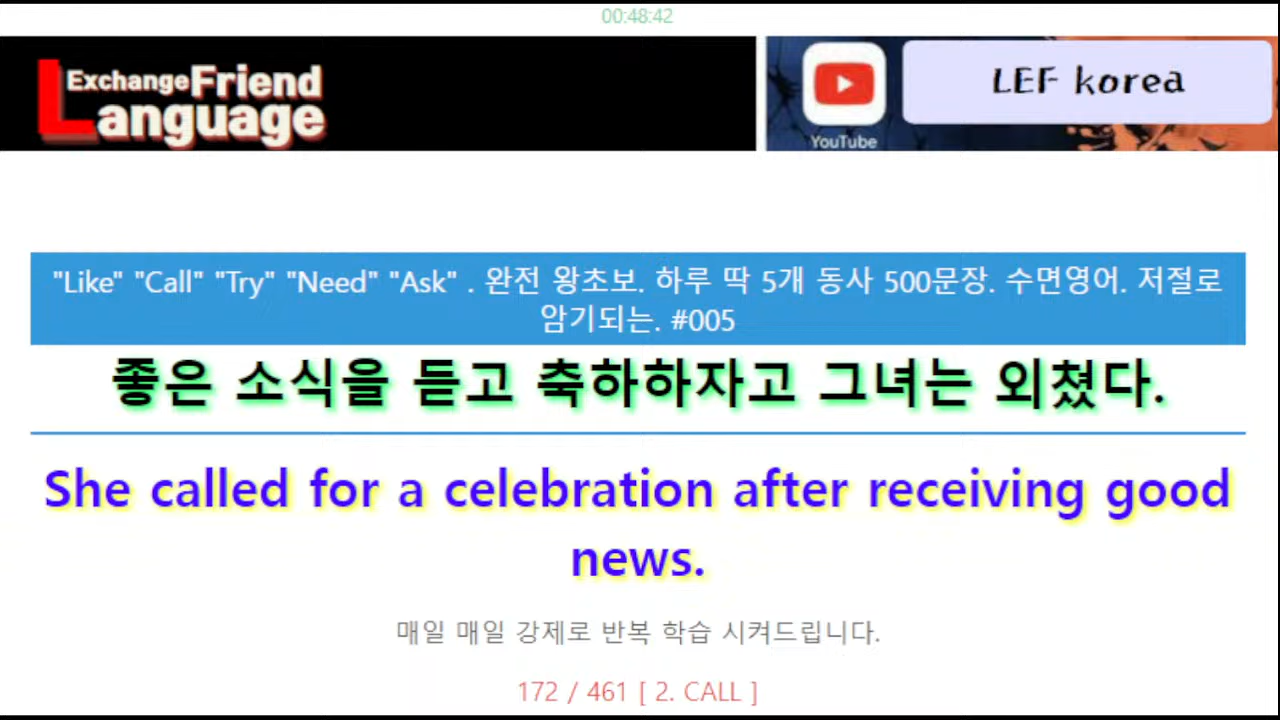 00:48:42
ExchangeFriend
Language
LEF korea
YouTube
"Like" "Call" "Try" "Need" "Ask" . 완전 왕초보. 하루 딱 5개 동사 500문장. 수면영어. 저절로
암기되는. #005
좋은 소식을 듣고 축하하자고 그녀는 외쳤다.
She called for a celebration after receiving good
news.
매일 매일 강제로 반복 학습 시켜드립니다.
172 / 461 [ 2. CALL ]